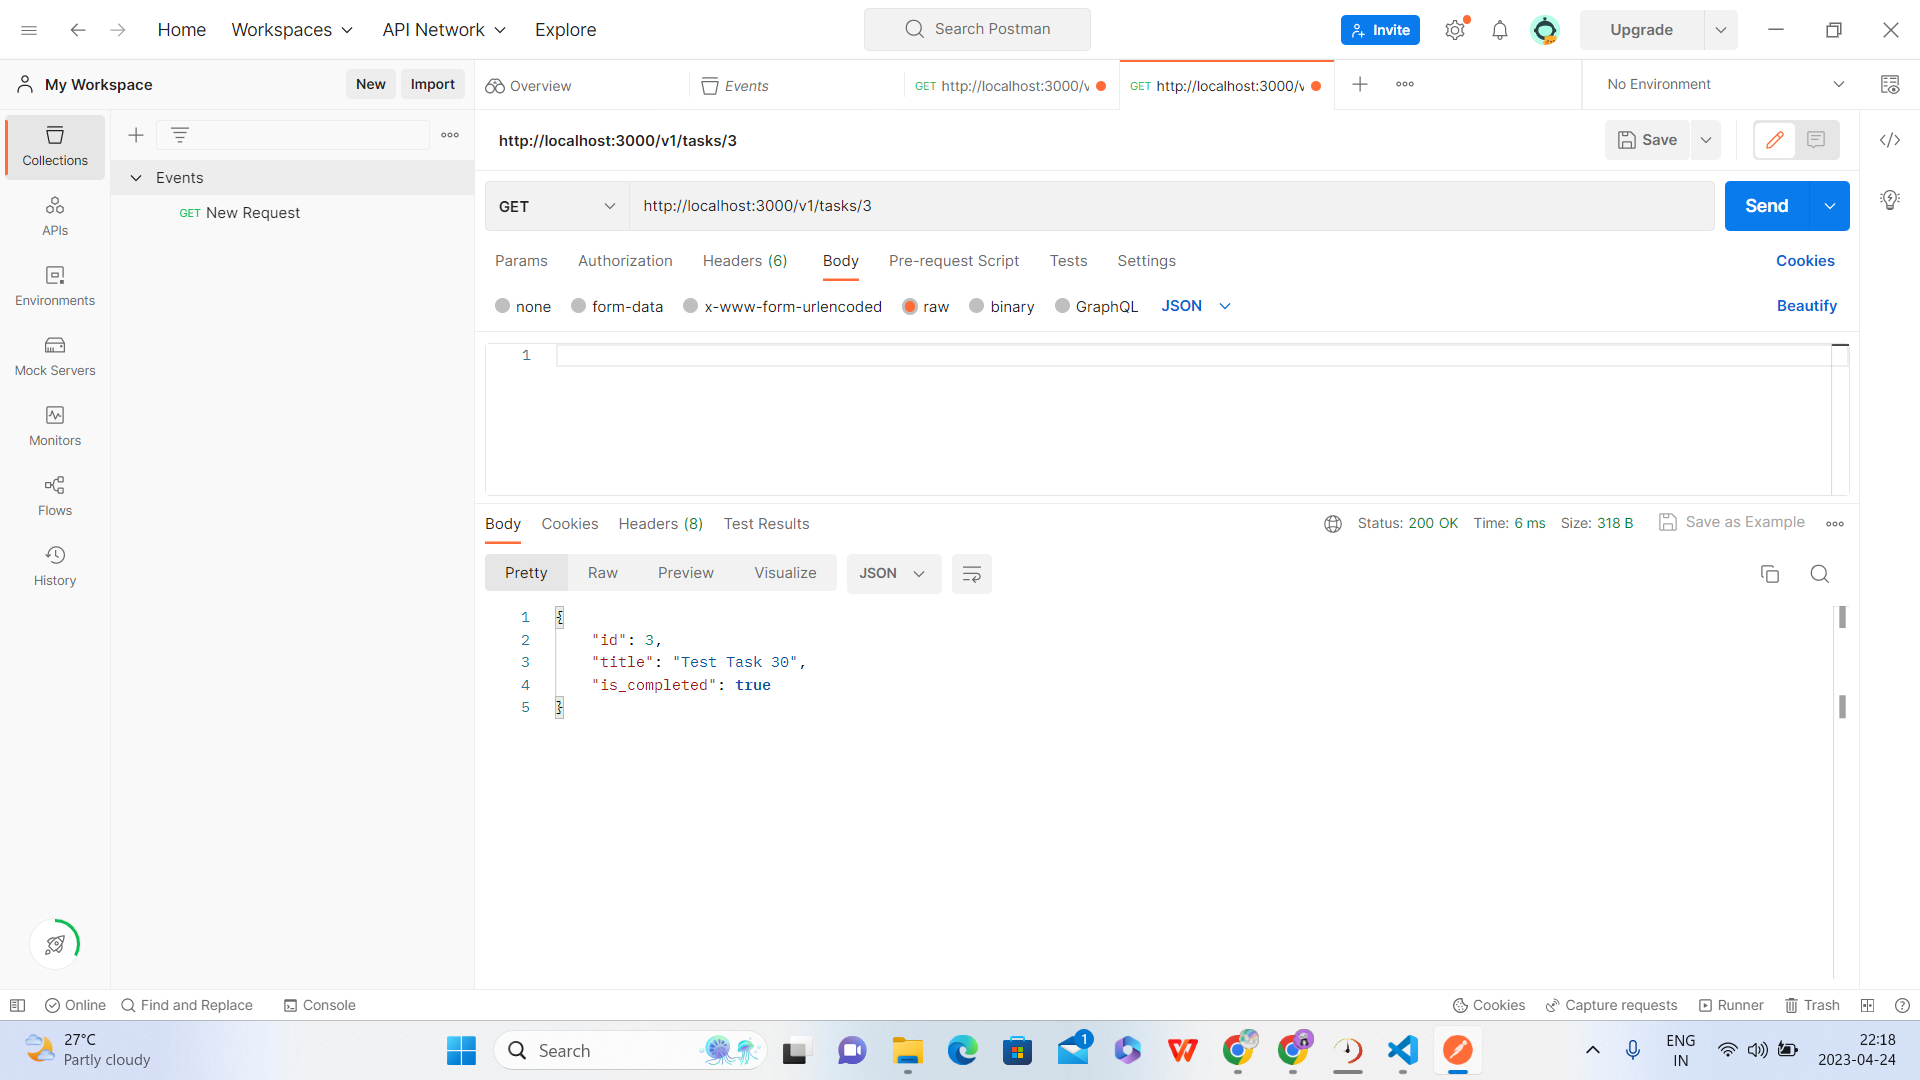 Home Workspaces API Network Explore Search Postman Invite Upgrade
My Workspace New Import Overview Events GET http://localhost:3000/v GET http://localhost:3000/v No Environment
Collections
APIs
Environments
Mock Servers
Monitors
Flows
History
Events
GET New Request
http://localhost:3000/v1/tasks/3 Save
GET http://localhost:3000/v1/tasks/3 Send
Params Authorization Headers (6) Body Pre-request Script Tests Settings Cookies
none form-data x-www-form-urlencoded raw binary GraphQL JSON Beautify
1
Body Cookies Headers (8) Test Results Status: 200 OK Time: 6 ms Size: 318 B Save as Example
Pretty Raw Preview Visualize JSON
1 {
2 "id": 3,
3 "title": "Test Task 30",
4 "is_completed": true
5 }
Online Find and Replace Console Cookies Capture requests Runner Trash
27°C
Partly cloudy
Search
1
ENG
IN
22:18
2023-04-24